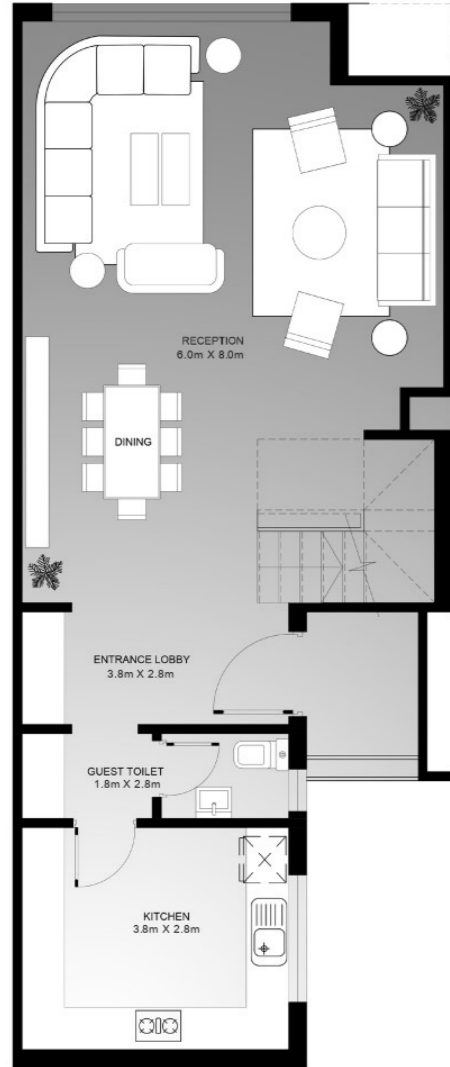 RECEPTION
6.0m X 8.0m
DINING
ENTRANCE LOBBY
3.8m X 2.8m
GUEST TOILET
1.8m X 2.8m
KITCHEN
3.8m X 2.8m